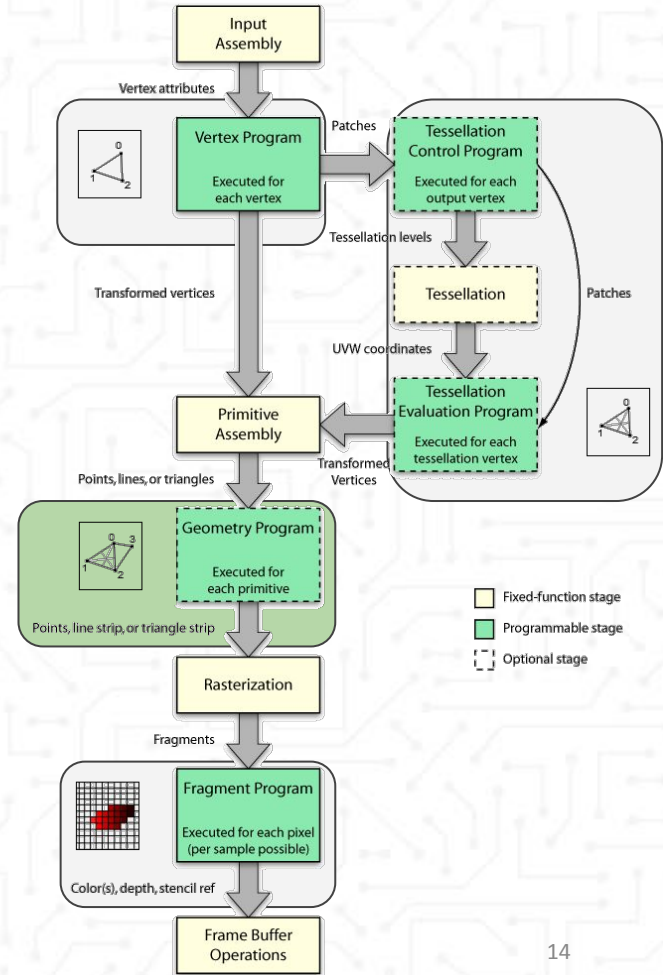 Input
Assembly
Vertex attributes
0
1
2
Vertex Program
Executed for
each vertex
Patches
Tessellation
Control Program
Executed for each
output vertex
Tessellation levels
Transformed vertices
Tessellation
Patches
UVW coordinates
Tessellation
Evaluation Program
Executed for each
tessellation vertex
0
1
2
Primitive
Assembly
Transformed
Vertices
Points, lines, or triangles
0
3
1
2
Geometry Program
Executed for
each primitive
Points, line strip, or triangle strip
Fixed-function stage
Programmable stage
Optional stage
Rasterization
Fragments
Fragment Program
Executed for each pixel
(per sample possible)
Color(s), depth, stencil ref
Frame Buffer
Operations
14